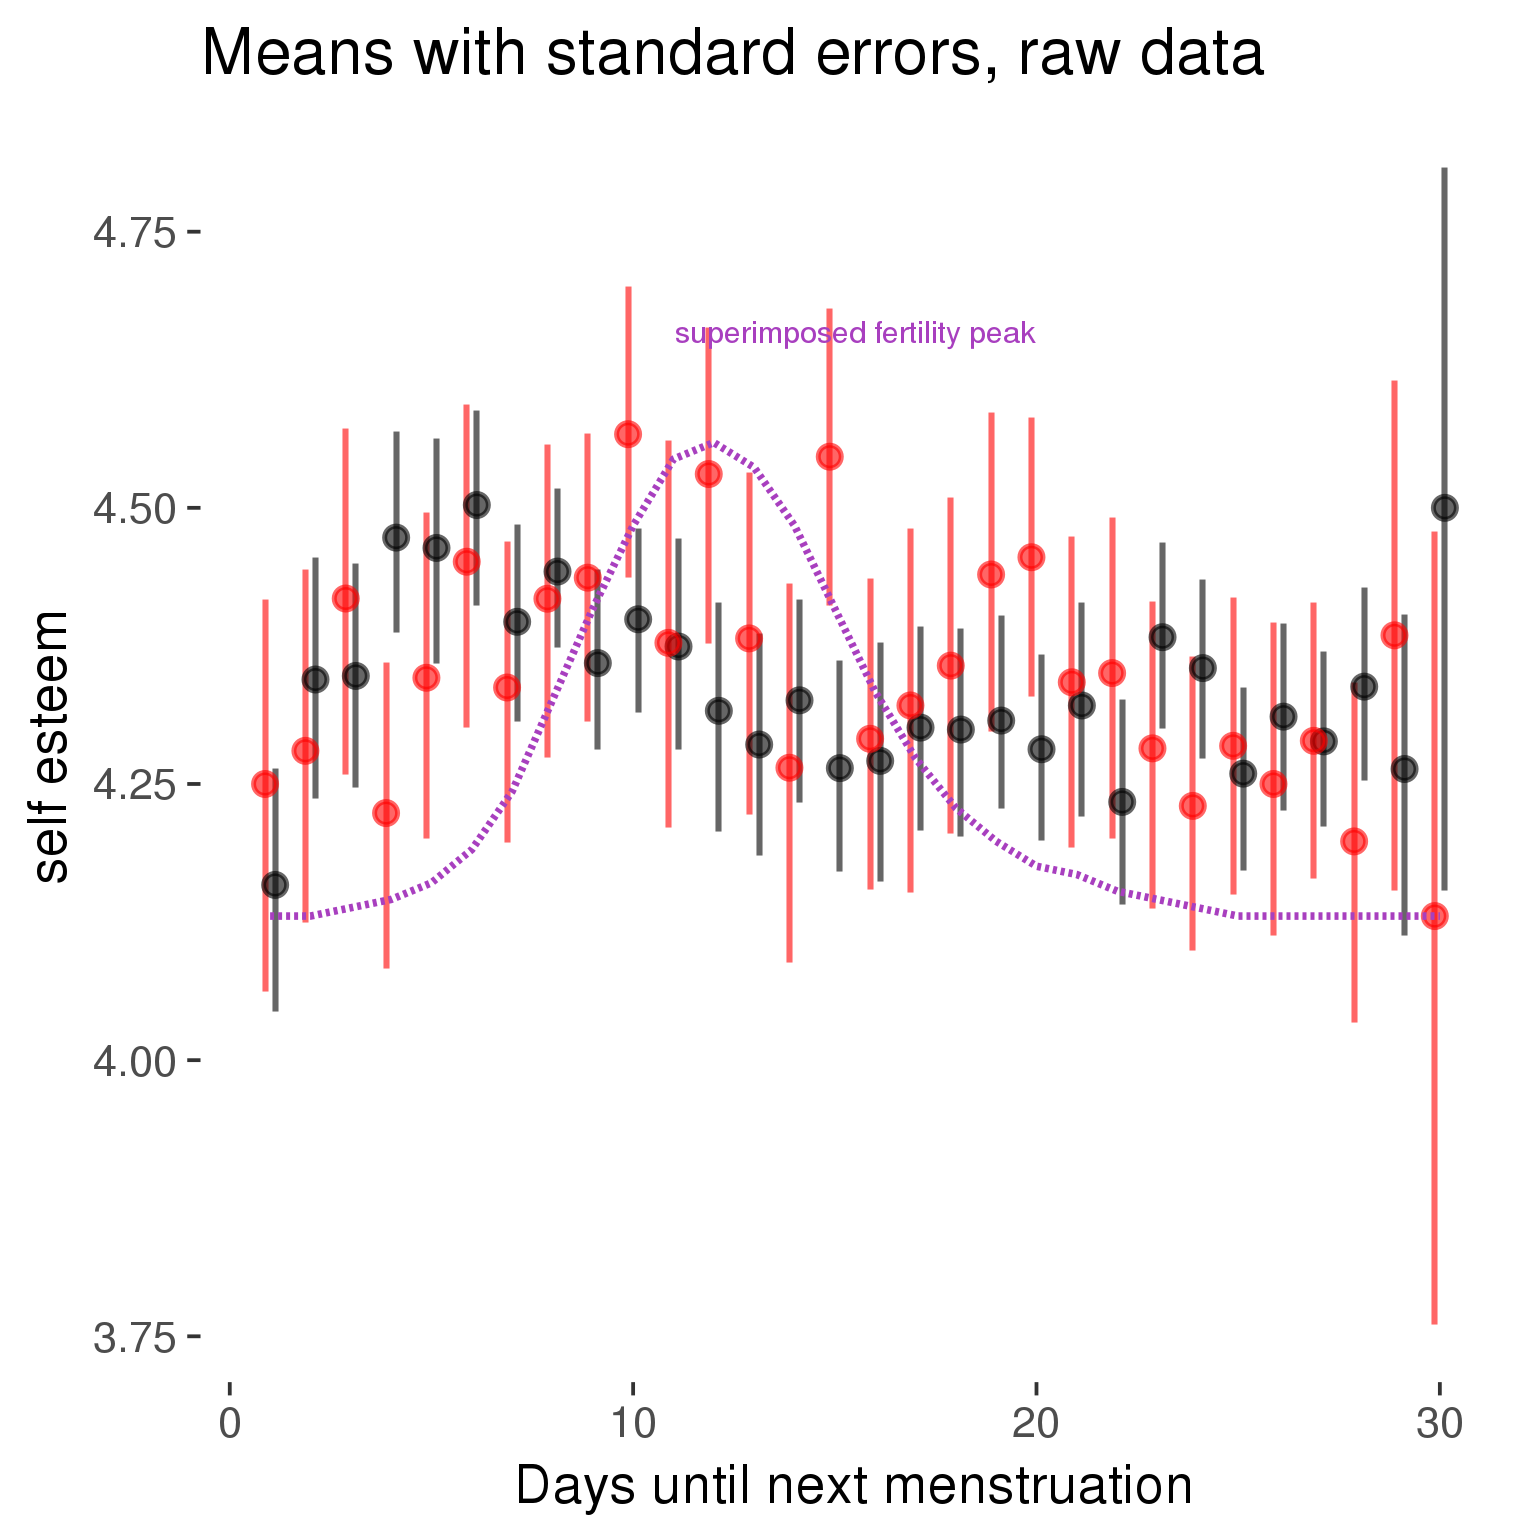 Means with standard errors, raw data
4.75
superimposed fertility peak
4.50
self esteem
4.25
4.00
3.75
0 10 20 30
Days until next menstruation